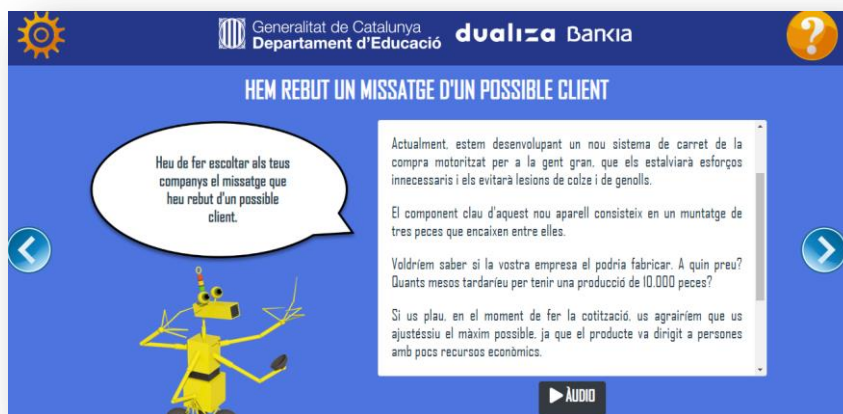 Generalitat de Catalunya
Departament d'Educació
dualiza Bankia
?
HEM REBUT UN MISSATGE D'UN POSSIBLE CLIENT
Heu de fer escoltar als teus
companys el missatge que
heu rebut d'un possible
client.
Actualment, estem desenvolupant un nou sistema de carret de la
compra motoritzat per a la gent gran, que els estalviarà esforços
innecessaris i els evitarà lesions de colze i de genolls.
El component clau d'aquest nou aparell consisteix en un muntatge de
tres peces que encaixen entre elles.
Voldríem saber si la vostra empresa el podria fabricar. A quin preu?
Quants mesos tardaríeu per tenir una producció de 10.000 peces?
Si us plau, en el moment de fer la cotització, us agrairíem que us
ajustéssiu el màxim possible, ja que el producte va dirigit a persones
amb pocs recursos econòmics.
ÀUDIO